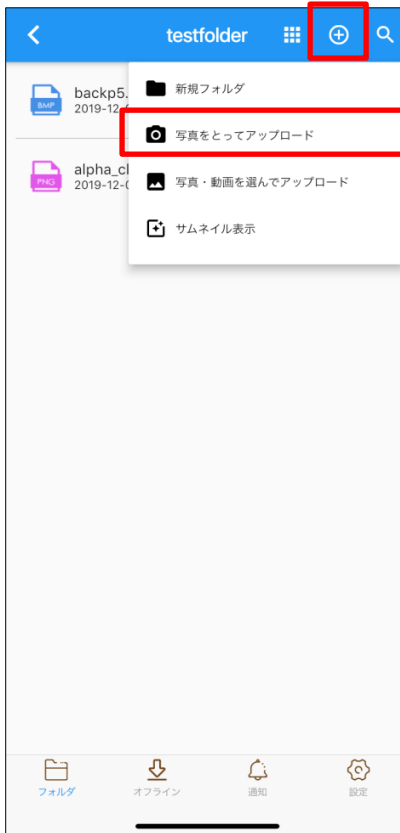 testfolder
backp5.
BMP
2019-12-
新規フォルダ
写真をとってアップロード
alpha_cl
PNG
2019-12-0
写真・動画を選んでアップロード
サムネイル表示
フォルダ
オフライン
通知
設定